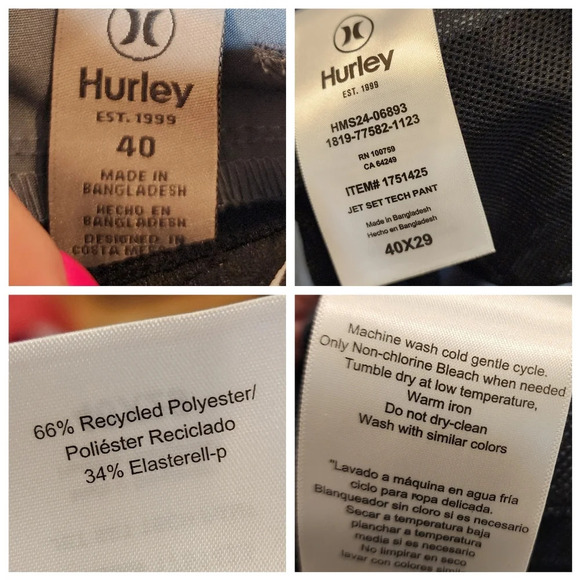 Hurley
EST. 1999
40
MADE IN
BANGLADESH
HECHO EN
BANGLADESH
DESIGNED IN
COSTA
Hurley
EST. 1999
HMS24-06893
1819-77582-1123
RN 100759
CA 64249
ITEM# 1751425
JET SET TECH PANT
Made in Bangladesh
Hecho en Bangladesh
40X29
66% Recycled Polyester/
Poliéster Reciclado
34% Elasterell-p
Machine wash cold gentle cycle.
Only Non-chlorine Bleach when needed
Tumble dry at low temperature,
Warm iron
Do not dry-clean
Wash with similar colors
"Lavado a máquina en agua fría
ciclo para ropa delicada.
Blanqueador sin cloro si es necesario
Secar a temperatura baja
planchar a temperatura
media si es necesario
No limpiar en seco
lavar con colores